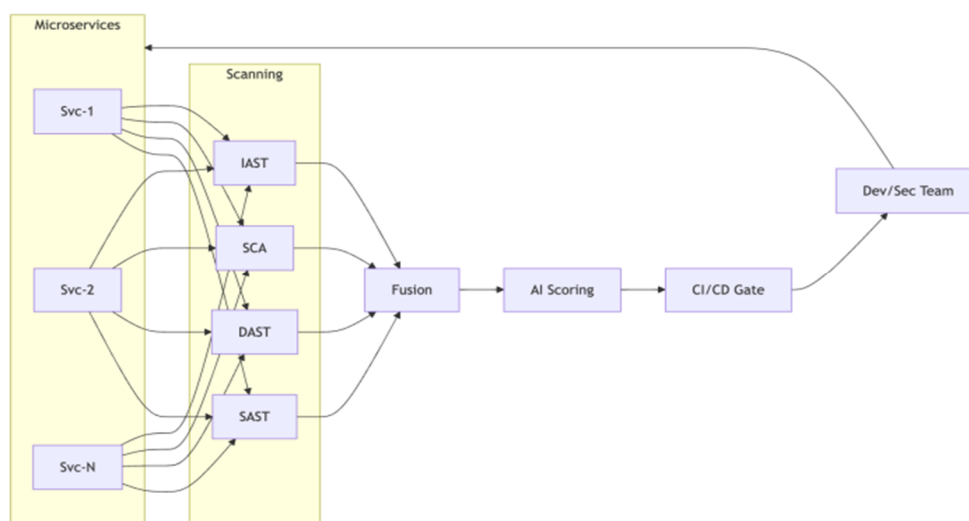 Microservices
Scanning
Svc-1
IAST
Dev/Sec Team
SCA
Svc-2
Fusion
AI Scoring
CI/CD Gate
DAST
SAST
Svc-N